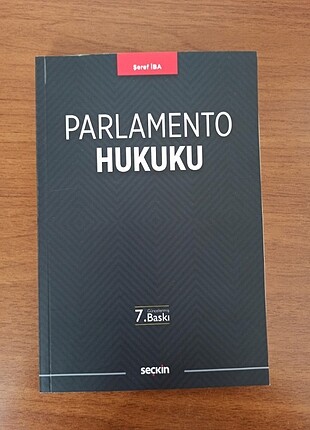 Şeref İBA
PARLAMENTO
HUKUKU
7.Baskı
seçkin